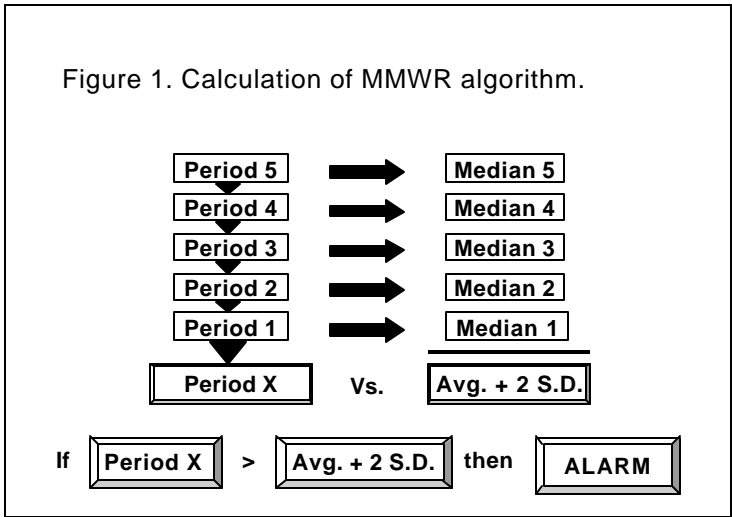 Figure 1. Calculation of MMWR algorithm.
Period 5 Median 5
Period 4 Median 4
Period 3 Median 3
Period 2 Median 2
Period 1 Median 1
Period X Vs. Avg. + 2 S.D.
If Period X > Avg. + 2 S.D. then ALARM